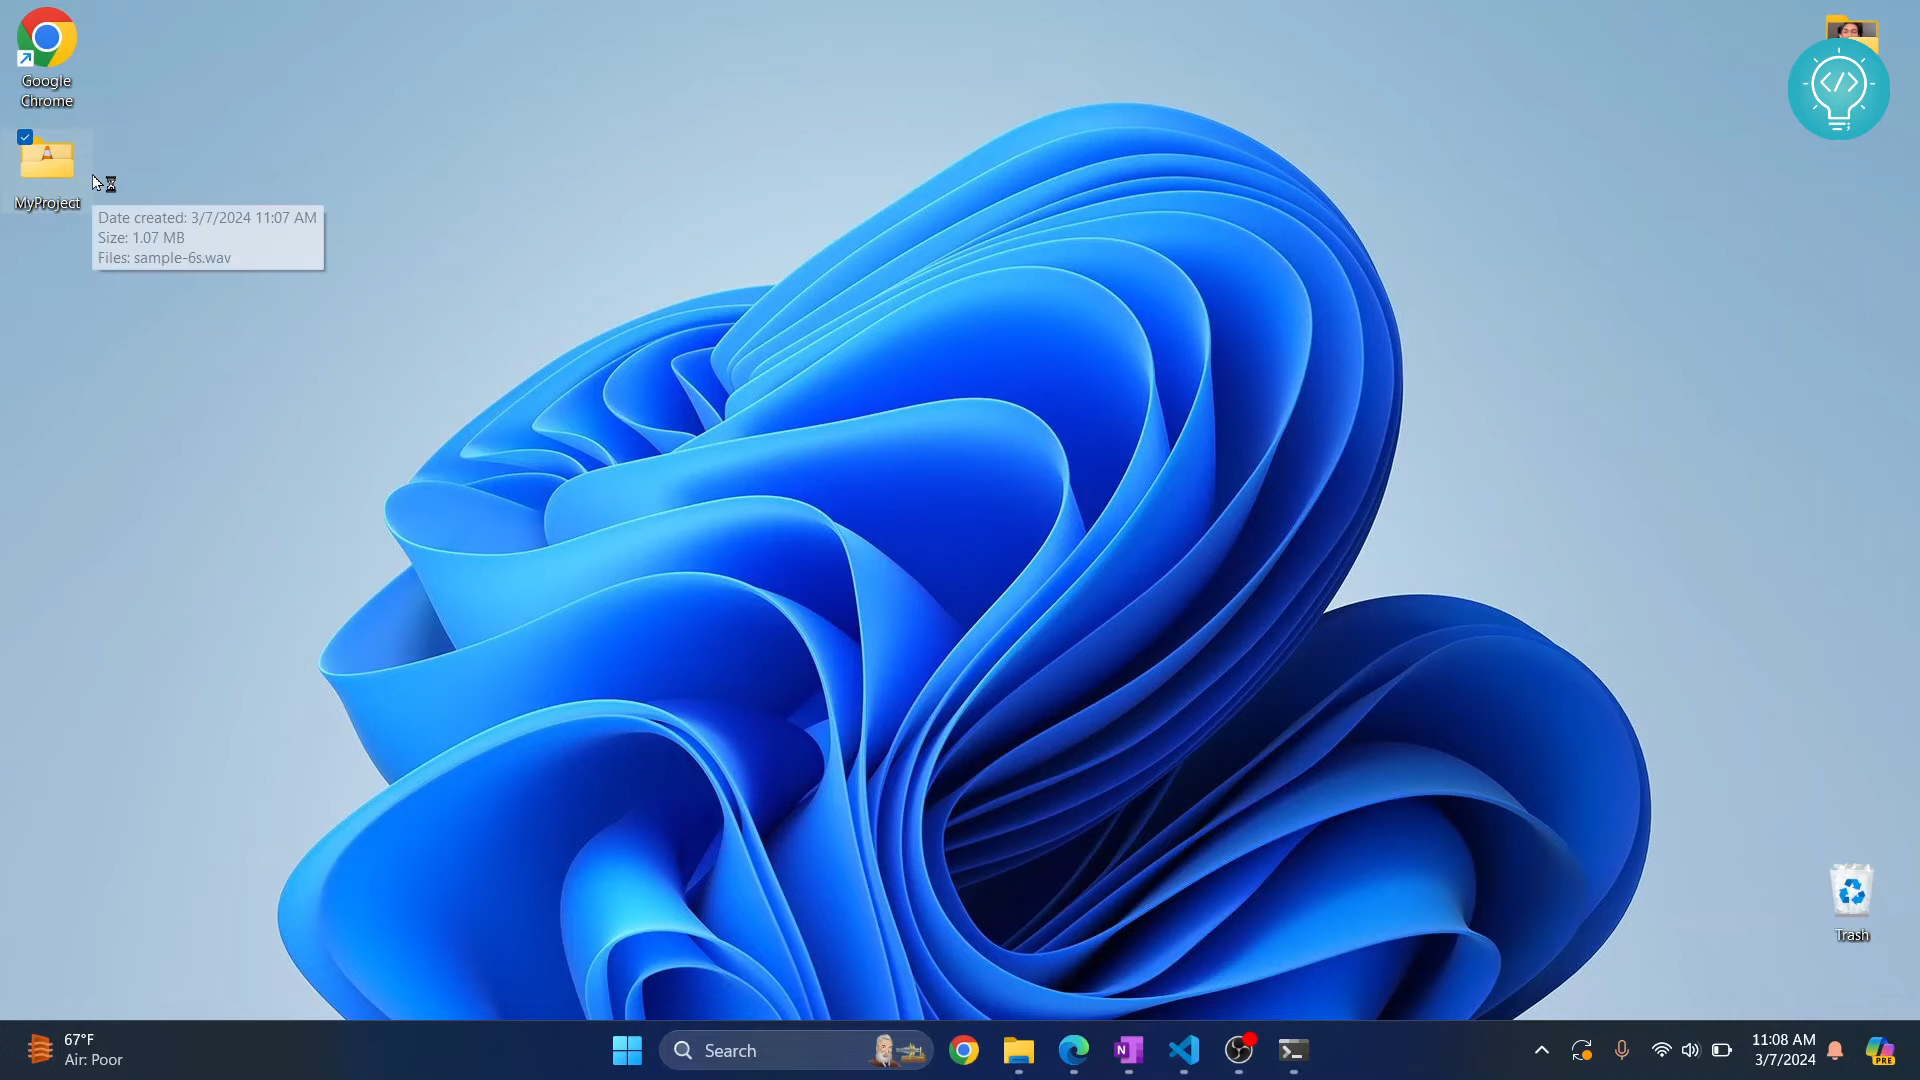 Google
Chrome
MyProject
Date created: 3/7/2024 11:07 AM
Size: 1.07 MB
Files: sample-6s.wav
</>
Trash
67°F
Air: Poor
Search
N
11:08 AM
3/7/2024
PRE